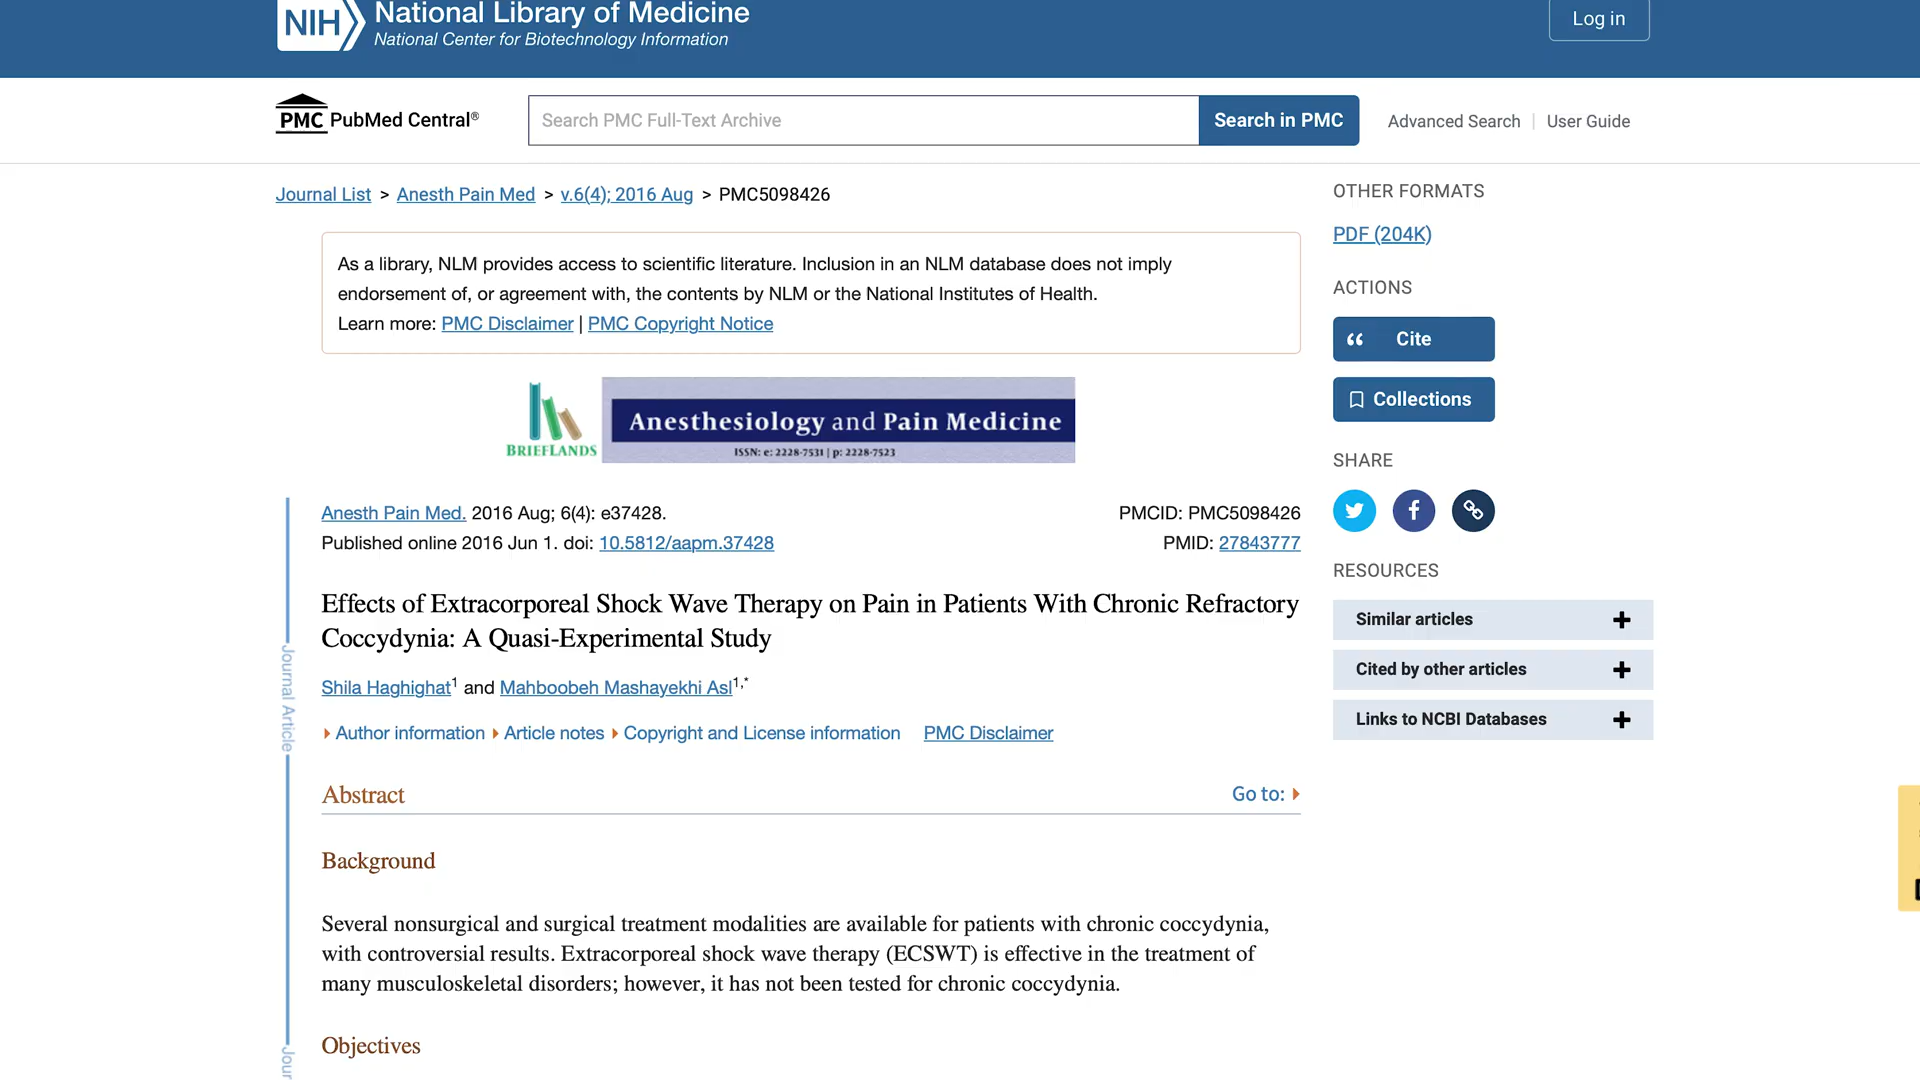 NIH National Library of Medicine
National Center for Biotechnology Information
Log in
PMC PubMed Central®
Search PMC Full-Text Archive
Search in PMC
Advanced Search | User Guide
Journal List > Anesth Pain Med > v.6(4); 2016 Aug > PMC5098426
As a library, NLM provides access to scientific literature. Inclusion in an NLM database does not imply
endorsement of, or agreement with, the contents by NLM or the National Institutes of Health.
Learn more: PMC Disclaimer | PMC Copyright Notice
BRIEFLANDS
Anesthesiology and Pain Medicine
ISSN: e: 2228-7531 | p: 2228-7523
Journal Article
Jour
Anesth Pain Med. 2016 Aug; 6(4): e37428.
Published online 2016 Jun 1. doi: 10.5812/aapm.37428
PMCID: PMC5098426
PMID: 27843777
Effects of Extracorporeal Shock Wave Therapy on Pain in Patients With Chronic Refractory
Coccydynia: A Quasi-Experimental Study
Shila Haghighat1 and Mahboobeh Mashayekhi Asl1,*
Author information Article notes Copyright and License information PMC Disclaimer
Abstract
Go to:
Background
Several nonsurgical and surgical treatment modalities are available for patients with chronic coccydynia,
with controversial results. Extracorporeal shock wave therapy (ECSWT) is effective in the treatment of
many musculoskeletal disorders; however, it has not been tested for chronic coccydynia.
Objectives
OTHER FORMATS
PDF (204K)
ACTIONS
Cite
Collections
SHARE
RESOURCES
Similar articles
Cited by other articles
Links to NCBI Databases